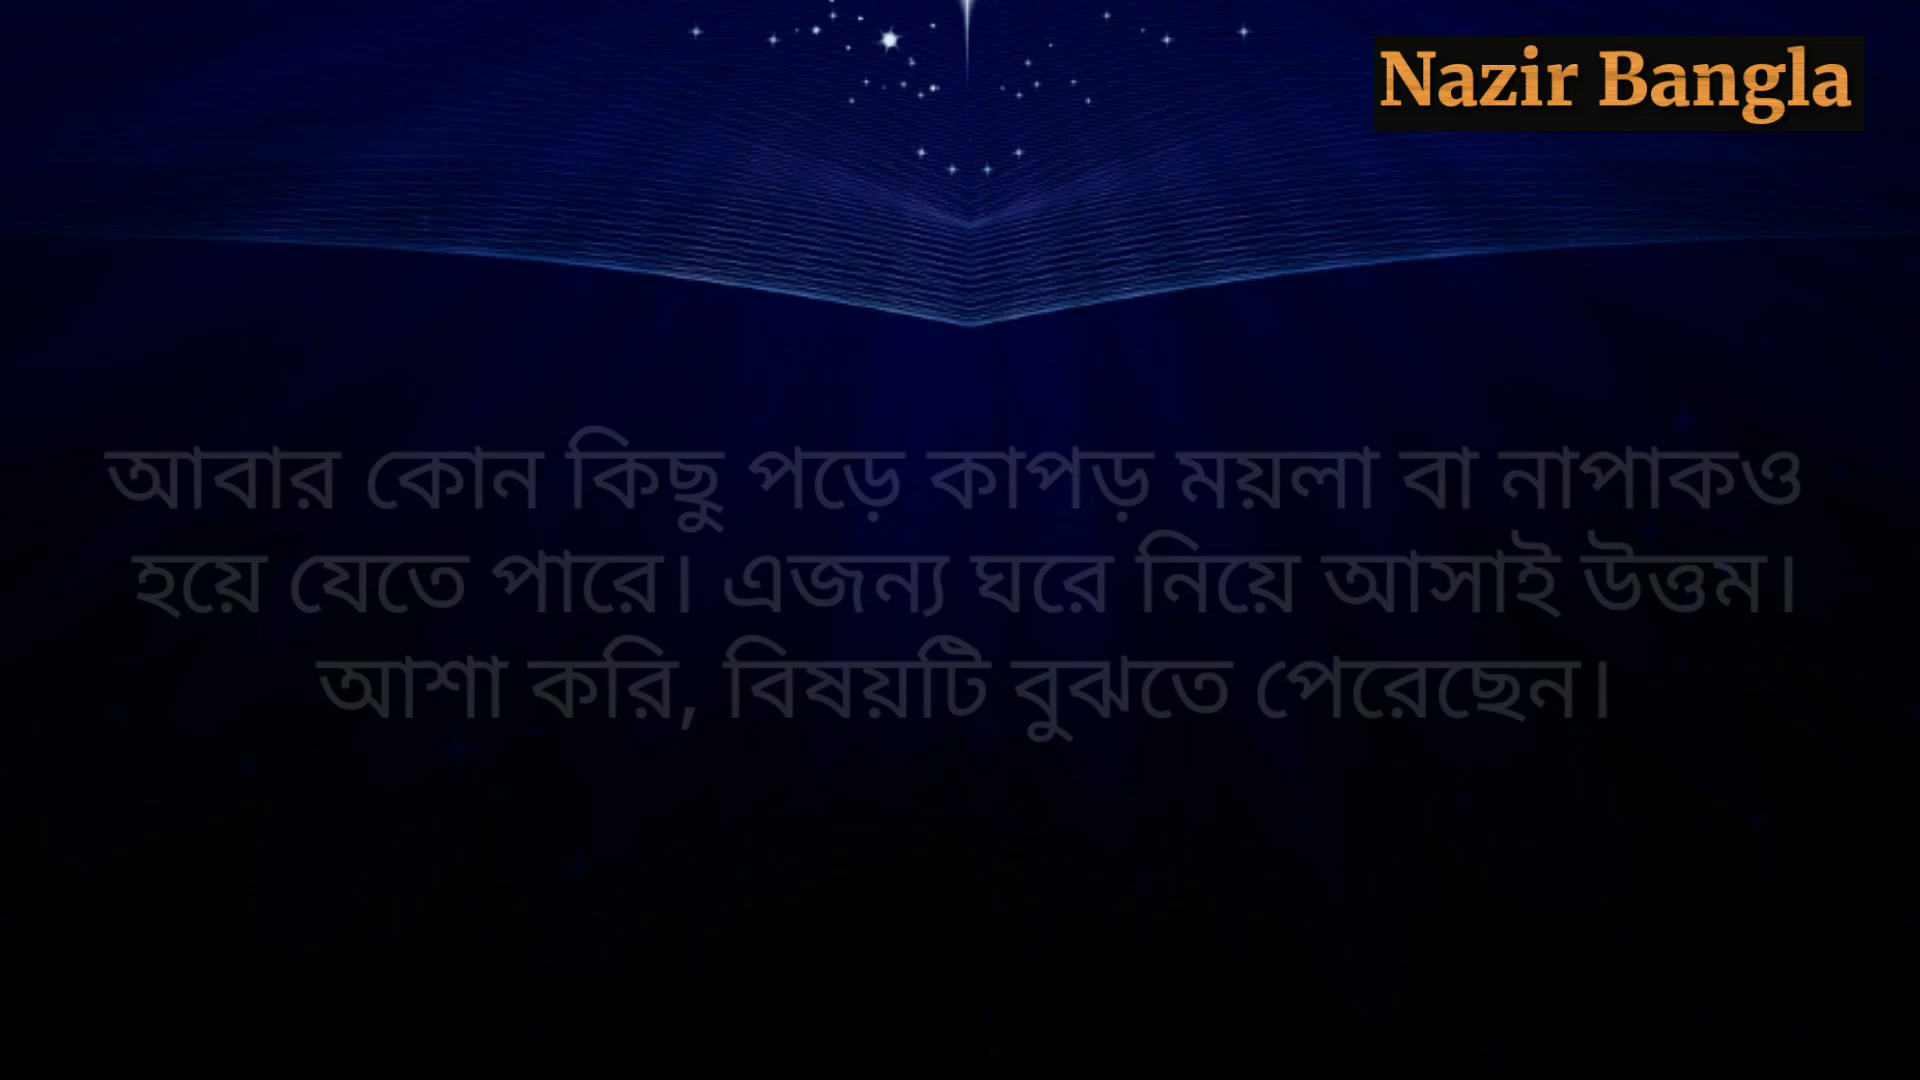 Nazir Bangla
আবার কোন কিছু পড়ে কাপড় ময়লা বা নাপাকও
হয়ে যেতে পারে। এজন্য ঘরে নিয়ে আসাই উত্তম।
আশা করি, বিষয়টি বুঝতে পেরেছেন।